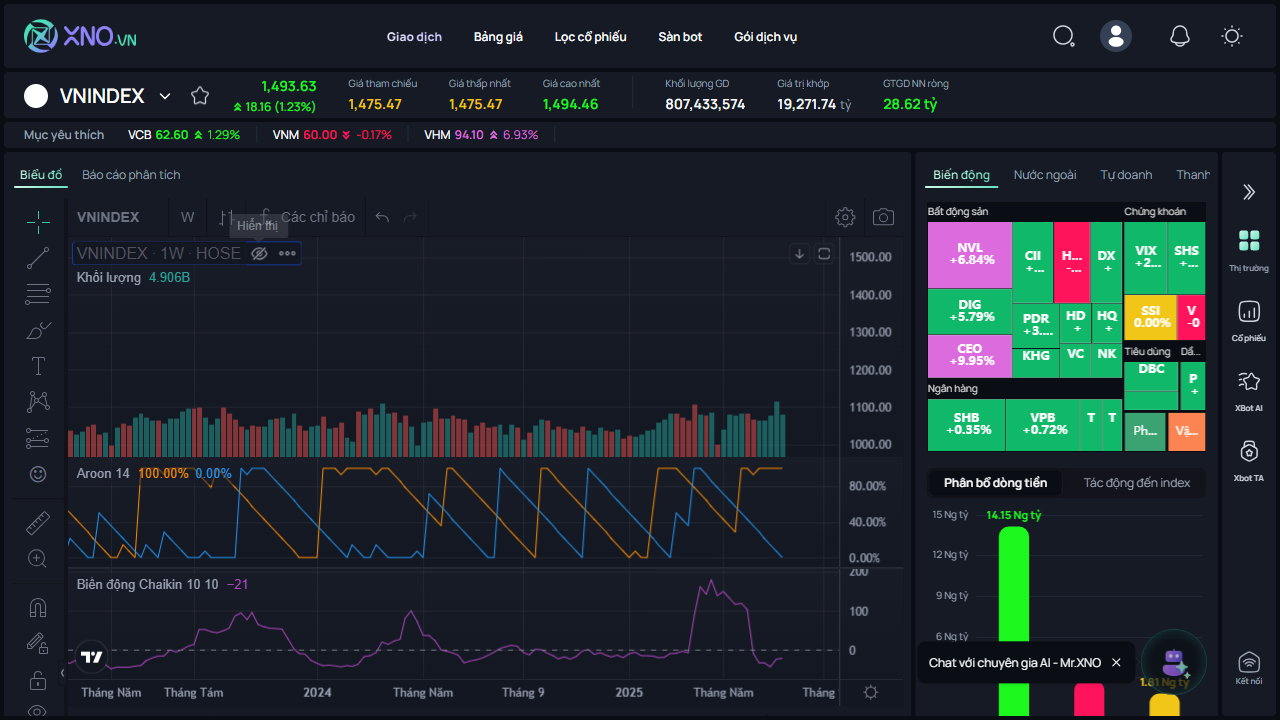 XNO.VN
Giao dịch Bảng giá Lọc cổ phiếu Sàn bot Gói dịch vụ
VNINDEX
1,493.63
18.16 (1.23%)
Giá tham chiếu
1,475.47
Giá thấp nhất
1,475.47
Giá cao nhất
1,494.46
Khối lượng GD
807,433,574
Giá trị khớp
19,271.74 tỷ
GTGD NN ròng
28.62 tỷ
Mục yêu thích VCB 62.60 1.29% VNM 60.00 -0.17% VHM 94.10 6.93%
Biểu đồ Báo cáo phân tích
VNINDEX W Các chỉ báo
Hiển thị
VNINDEX · 1W · HOSE
Khối lượng 4.906B
1500.00
1400.00
1300.00
1200.00
1100.00
1000.00
Aroon 14 100.00% 0.00%
80.00%
40.00%
0.00%
Biến động Chaikin 10 10 −21
200
100
0
Tháng Năm Tháng Tám 2024 Tháng Năm Tháng 9 2025 Tháng Năm Tháng
Biến động Nước ngoài Tự doanh Thanh
Bất động sản
NVL
+6.84%
DIG
+5.79%
CEO
+9.95%
CII
+...
H...
-...
DX
+
PDR
+3....
HD
+
HQ
+
KHG
VC
NK
Chứng khoán
VIX
+2...
SHS
+...
SSI
0.00%
V
-0
Tiêu dùng
Dầ...
DBC
P
+
Ph...
Vậ...
Ngân hàng
SHB
+0.35%
VPB
+0.72%
T
T
Phân bổ dòng tiền Tác động đến index
15 Ng tỷ
14.15 Ng tỷ
12 Ng tỷ
9 Ng tỷ
6 Ng tỷ
Chat với chuyên gia AI - Mr.XNO
1.81 Ng tỷ
Thị trường
Cổ phiếu
XBot AI
Xbot TA
Kết nối